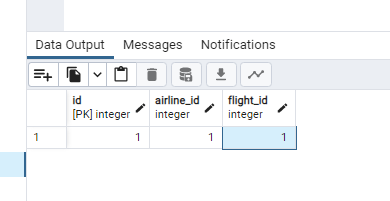 Data Output Messages Notifications
id airline_id flight_id
[PK] integer integer integer
1 1 1 1